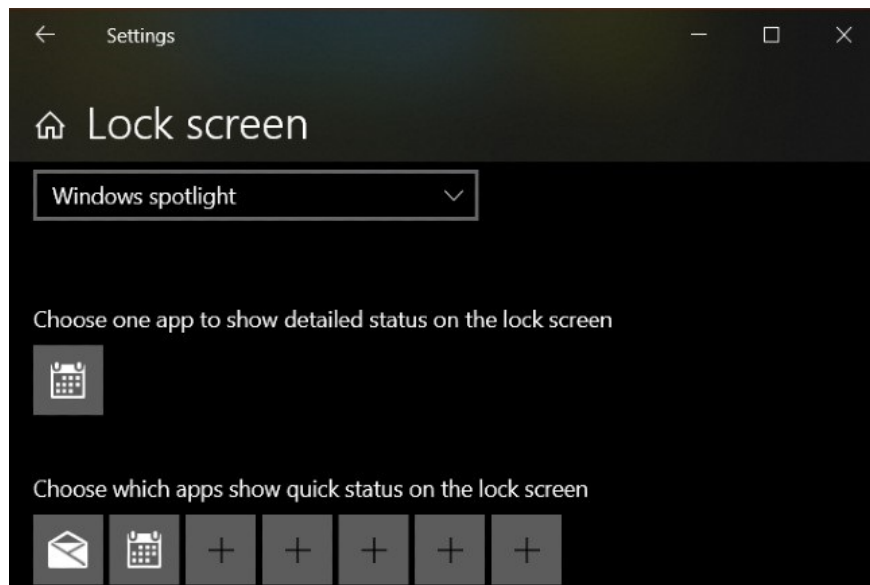 Settings
Lock screen
Windows spotlight
Choose one app to show detailed status on the lock screen
Choose which apps show quick status on the lock screen